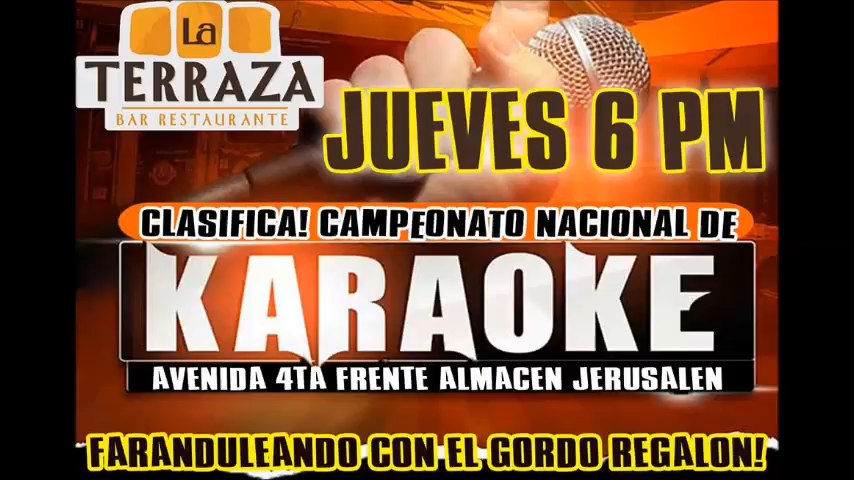 La
TERRAZA
BAR RESTAURANTE
JUEVES 6 PM
CLASIFICA! CAMPEONATO NACIONAL DE
KARAOKE
AVENIDA 4TA FRENTE ALMACEN JERUSALEN
FARANDULEANDO CON EL GORDO REGALON!